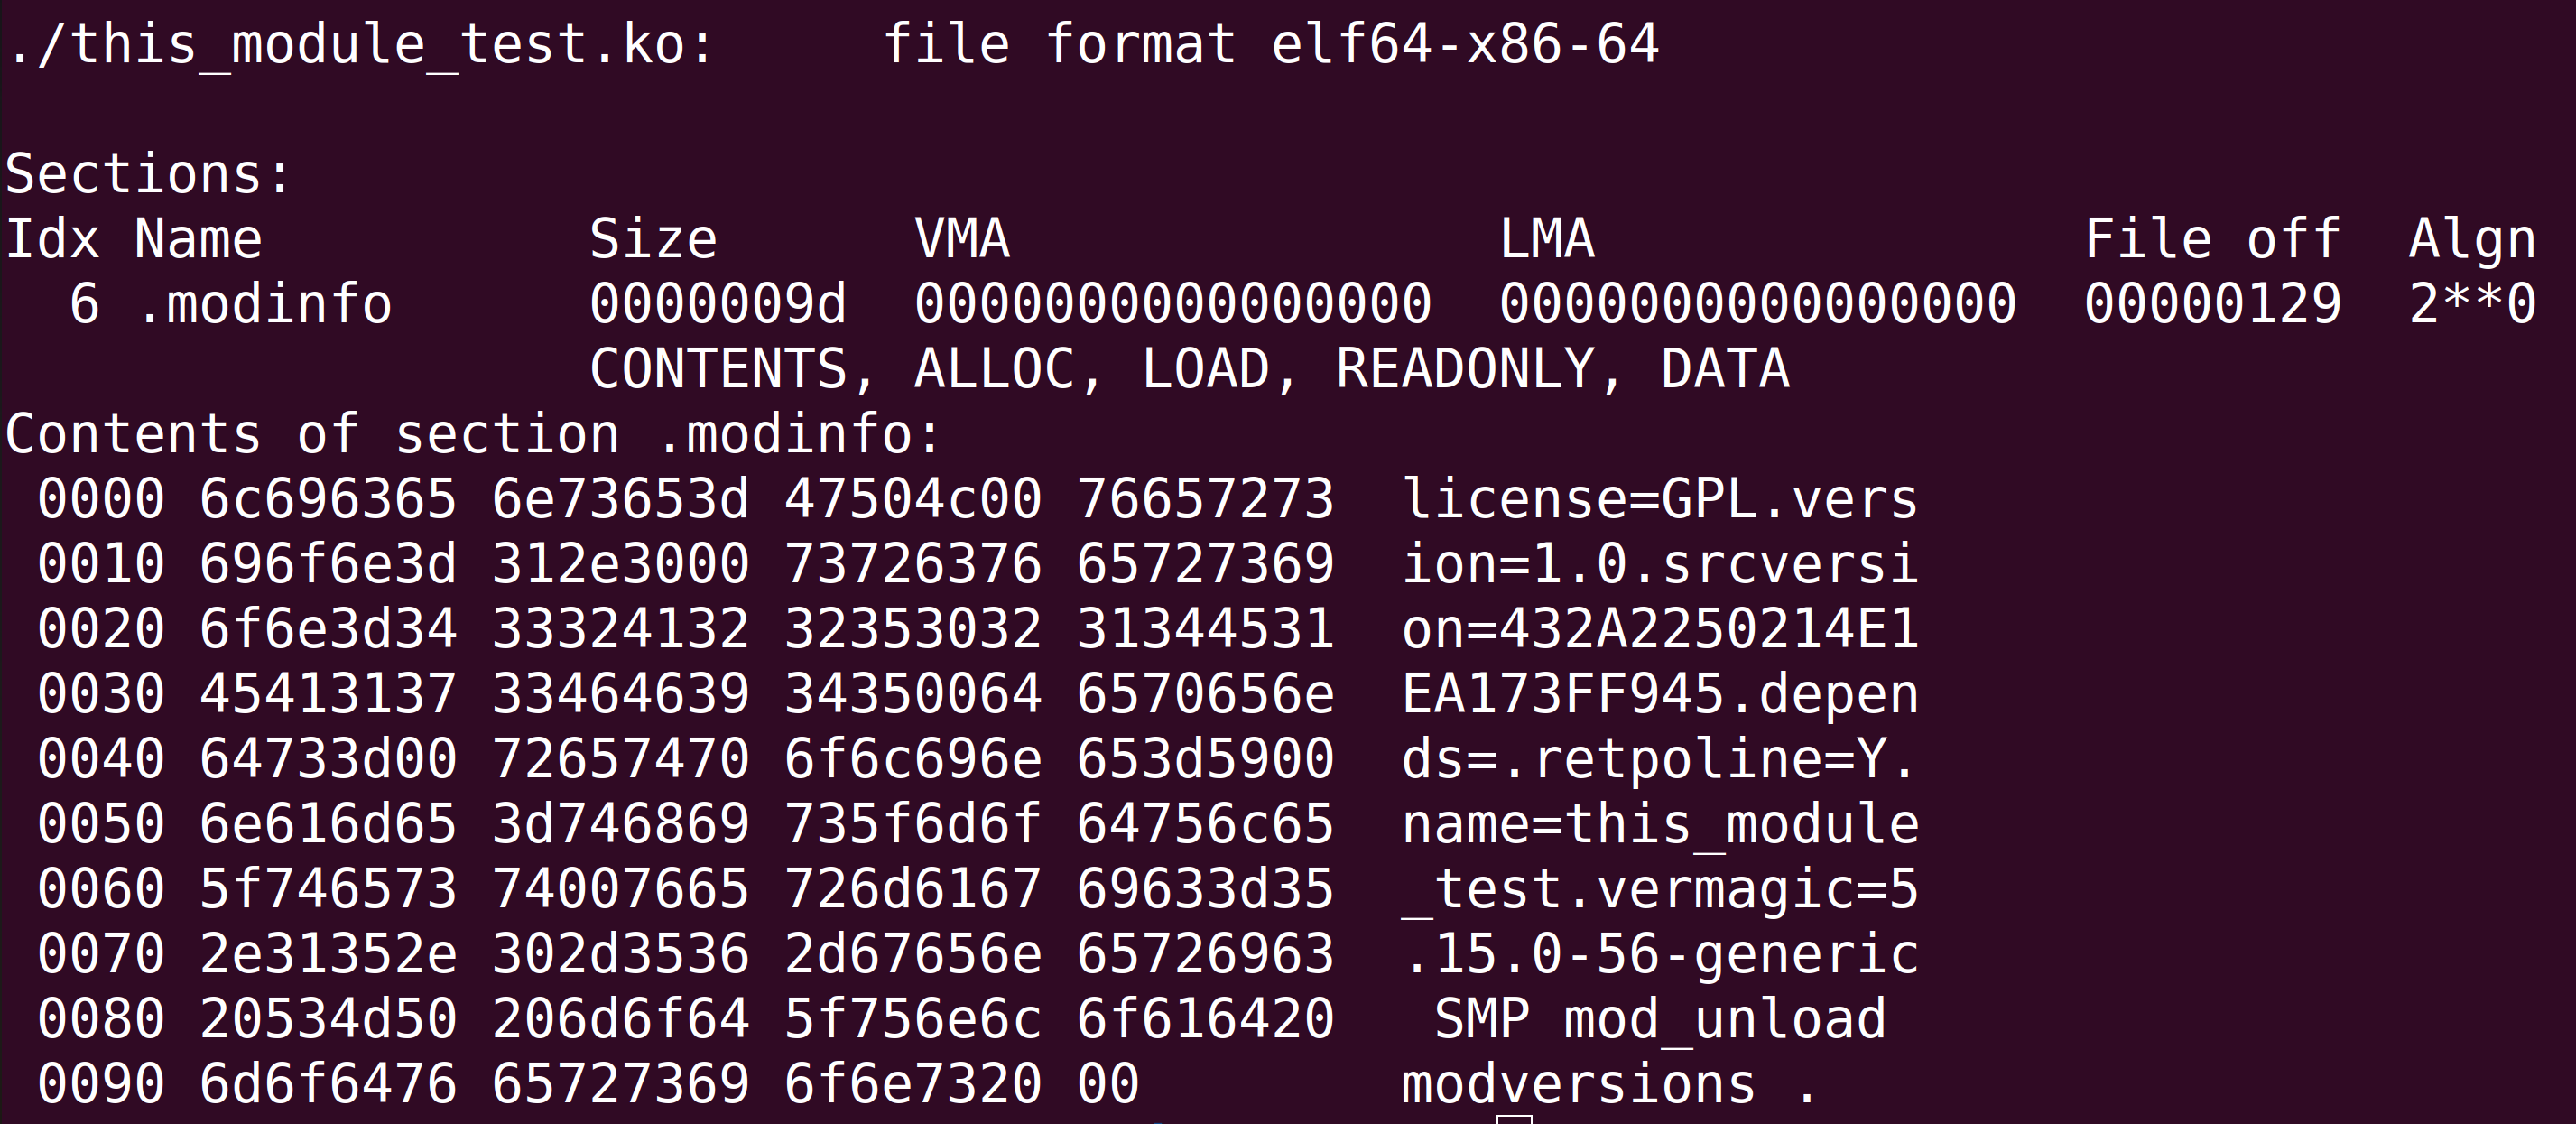 ./this_module_test.ko:     file format elf64-x86-64

Sections:
Idx Name          Size      VMA               LMA               File off  Algn
  6 .modinfo      0000009d  0000000000000000  0000000000000000  00000129  2**0
                  CONTENTS, ALLOC, LOAD, READONLY, DATA
Contents of section .modinfo:
 0000 6c696365 6e73653d 47504c00 76657273  license=GPL.vers
 0010 696f6e3d 312e3000 73726376 65727369  ion=1.0.srcversi
 0020 6f6e3d34 33324132 32353032 31344531  on=432A2250214E1
 0030 45413137 33464639 34350064 6570656e  EA173FF945.depen
 0040 64733d00 72657470 6f6c696e 653d5900  ds=.retpoline=Y.
 0050 6e616d65 3d746869 735f6d6f 64756c65  name=this_module
 0060 5f746573 74007665 726d6167 69633d35  _test.vermagic=5
 0070 2e31352e 302d3536 2d67656e 65726963  .15.0-56-generic
 0080 20534d50 206d6f64 5f756e6c 6f616420   SMP mod_unload 
 0090 6d6f6476 65727369 6f6e7320 00        modversions .